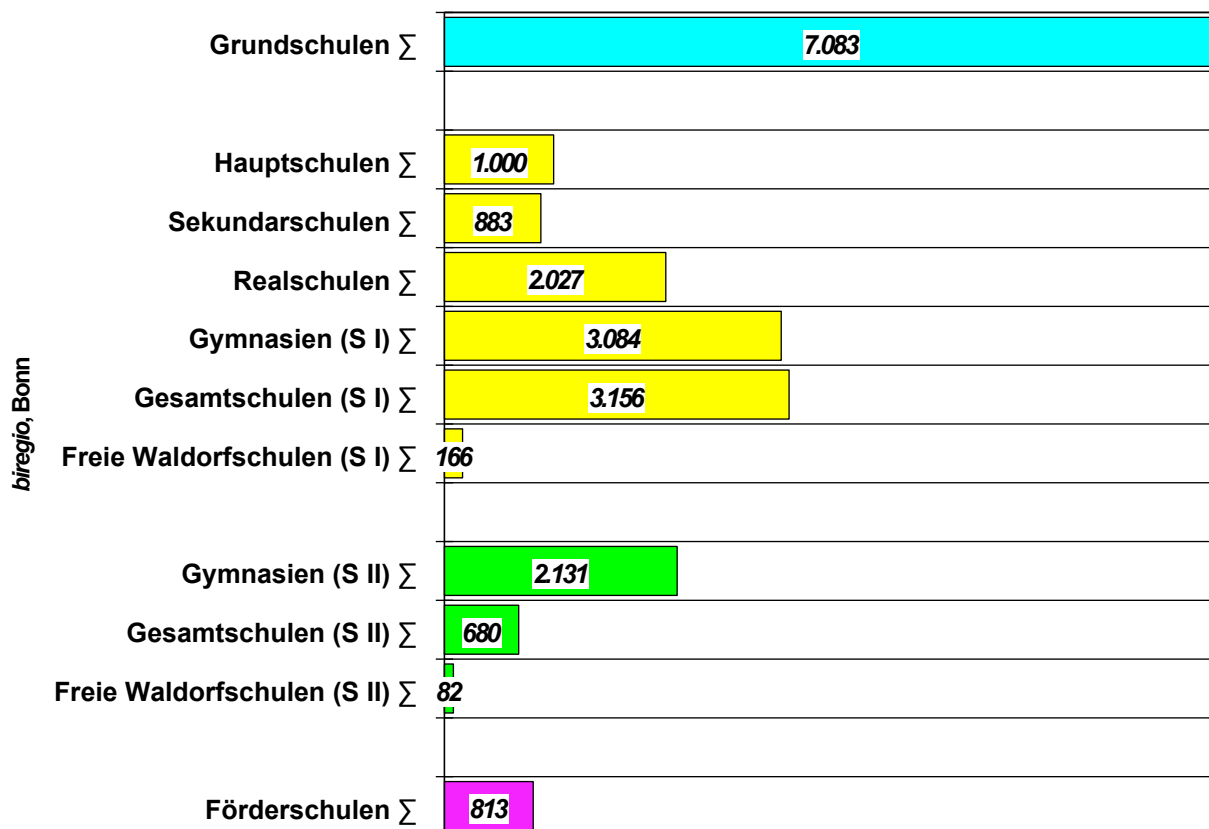 Grundschulen ∑ 7.083
Hauptschulen ∑ 1.000
Sekundarschulen ∑ 883
Realschulen ∑ 2.027
Gymnasien (S I) ∑ 3.084
Gesamtschulen (S I) ∑ 3.156
Freie Waldorfschulen (S I) ∑ 166
Gymnasien (S II) ∑ 2.131
Gesamtschulen (S II) ∑ 680
Freie Waldorfschulen (S II) ∑ 82
Förderschulen ∑ 813
biregio, Bonn